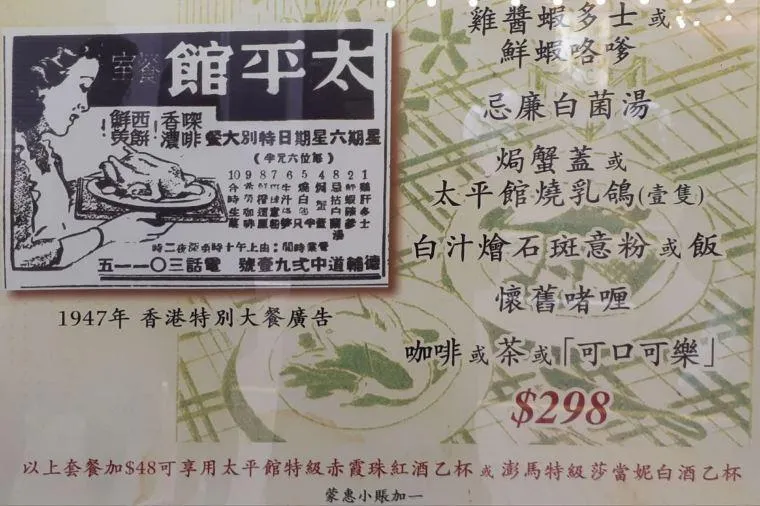 太平館餐室
㗎啡
香濃
西餅
鮮美
星期六星期日特別大餐
(每位六元半)
營業時間:由上午十時至深夜二時
德輔道中弍九壹號 電話三〇一一五
1947年 香港特別大餐廣告
雞醬蝦多士或
鮮蝦咯嗲
忌廉白菌湯
焗蟹蓋或
太平館燒乳鴿(壹隻)
白汁燴石斑意粉或飯
懷舊啫喱
咖啡或茶或「可口可樂」
$298
以上套餐加$48可享用太平館特級赤霞珠紅酒乙杯或澎馬特級莎當妮白酒乙杯
蒙惠小賬加一